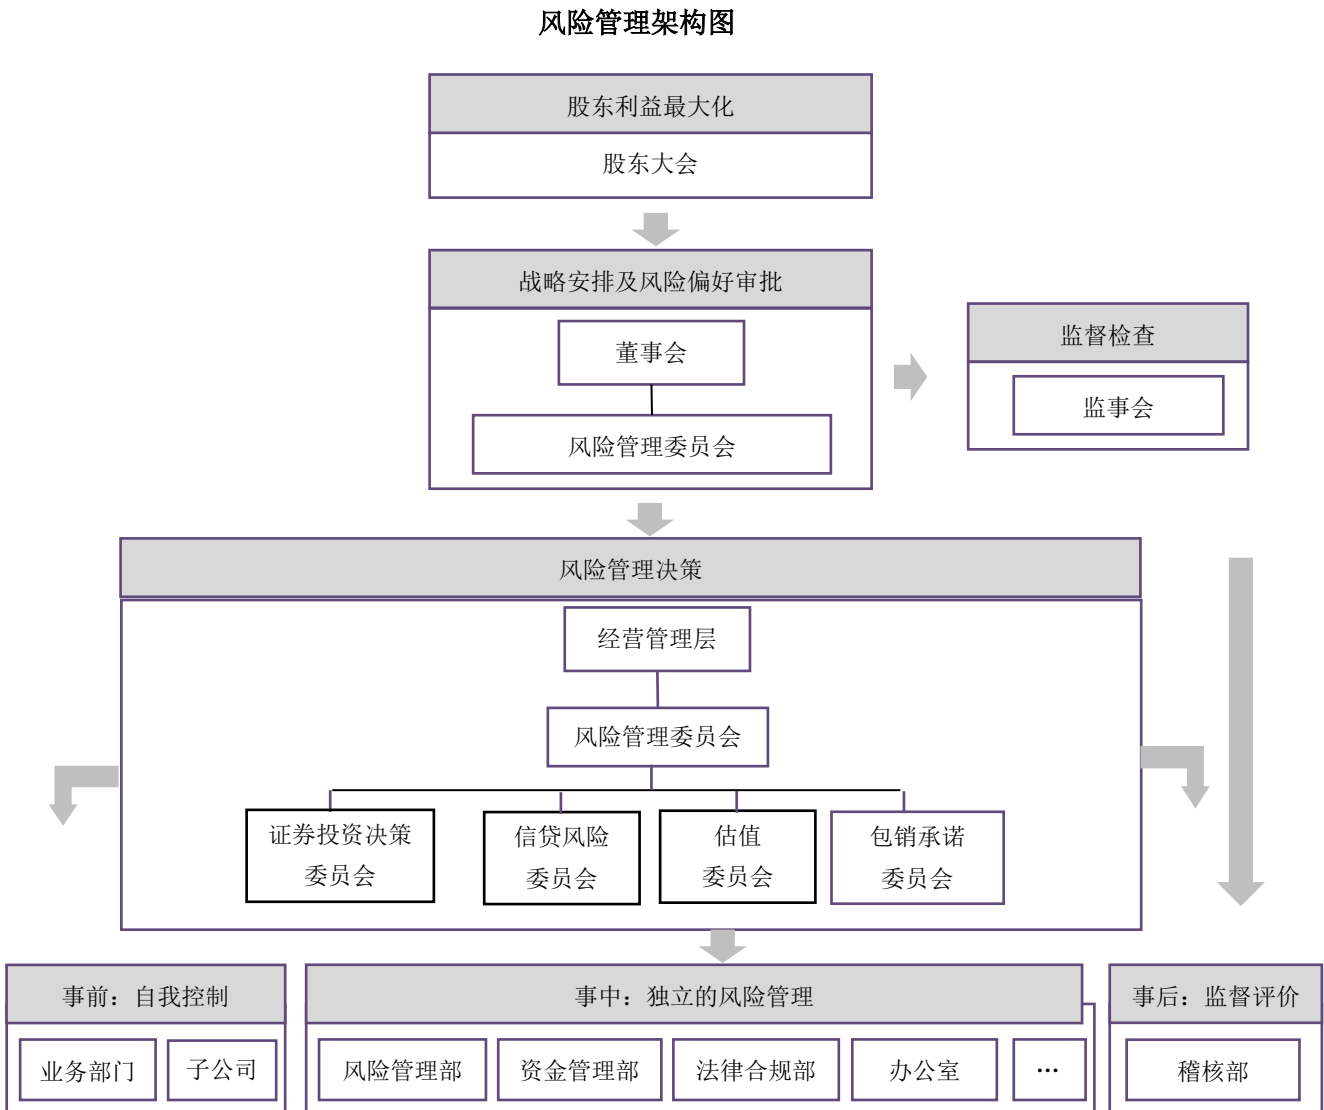 风险管理架构图
股东利益最大化
股东大会
战略安排及风险偏好审批
董事会
风险管理委员会
监督检查
监事会
风险管理决策
经营管理层
风险管理委员会
证券投资决策
委员会
信贷风险
委员会
估值
委员会
包销承诺
委员会
事前：自我控制
业务部门
子公司
事中：独立的风险管理
风险管理部
资金管理部
法律合规部
办公室
…
事后：监督评价
稽核部